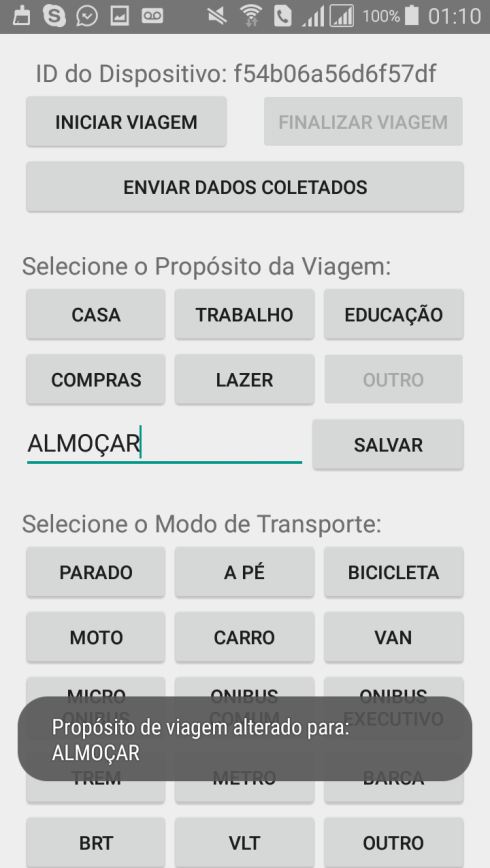 100% 01:10
ID do Dispositivo: f54b06a56d6f57df
INICIAR VIAGEM FINALIZAR VIAGEM
ENVIAR DADOS COLETADOS
Selecione o Propósito da Viagem:
CASA TRABALHO EDUCAÇÃO
COMPRAS LAZER OUTRO
ALMOÇAR SALVAR
Selecione o Modo de Transporte:
PARADO A PÉ BICICLETA
MOTO CARRO VAN
MICRO ONIBUS ONIBUS
ONIBUS COMUM EXECUTIVO
Propósito de viagem alterado para:
ALMOÇAR
TREM METRO BARCA
BRT VLT OUTRO